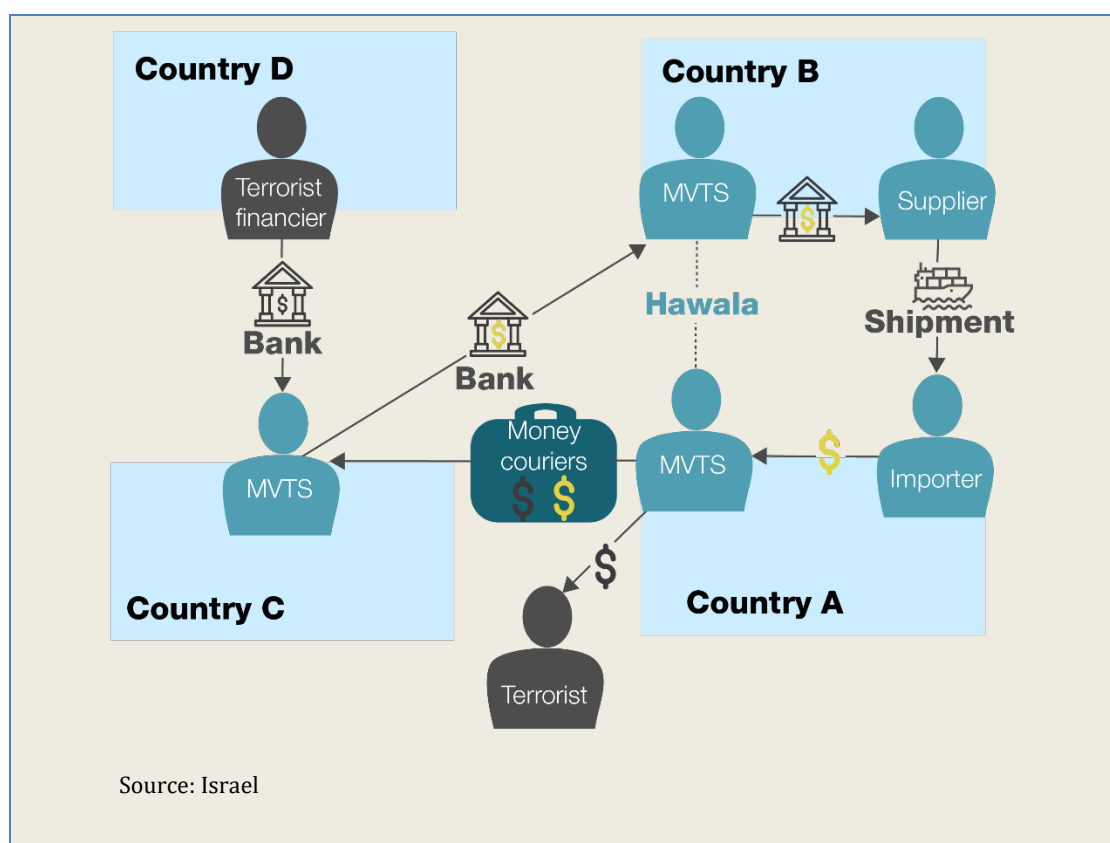 Country D
Country B
Terrorist
financier
MVTS
$
Supplier
$
Bank
Hawala
Shipment
$
Bank
MVTS
Money
couriers
$ $
MVTS
$
Importer
$
Country C
Country A
Terrorist
Source: Israel